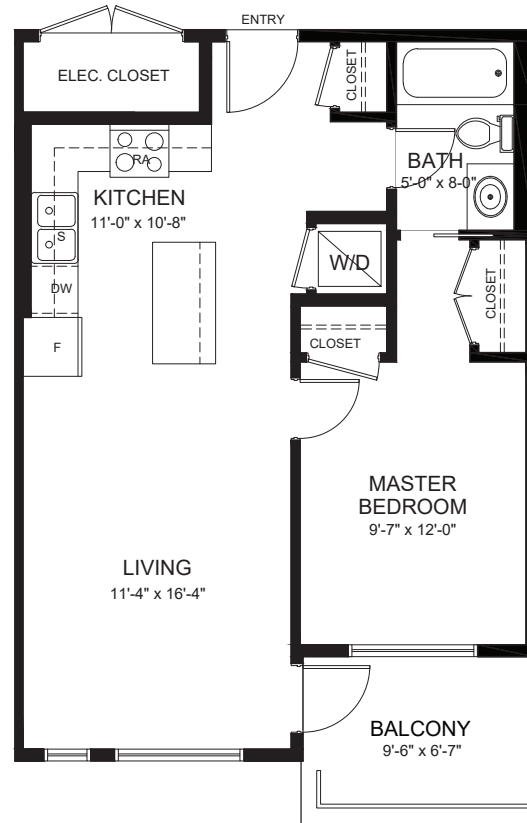 ENTRY
ELEC. CLOSET
CLOSET
RA
KITCHEN
11'-0" x 10'-8"
BATH
5'-0" x 8-0"
S
W/D
DW
CLOSET
F
CLOSET
MASTER
BEDROOM
9'-7" x 12'-0"
LIVING
11'-4" x 16'-4"
BALCONY
9'-6" x 6'-7"